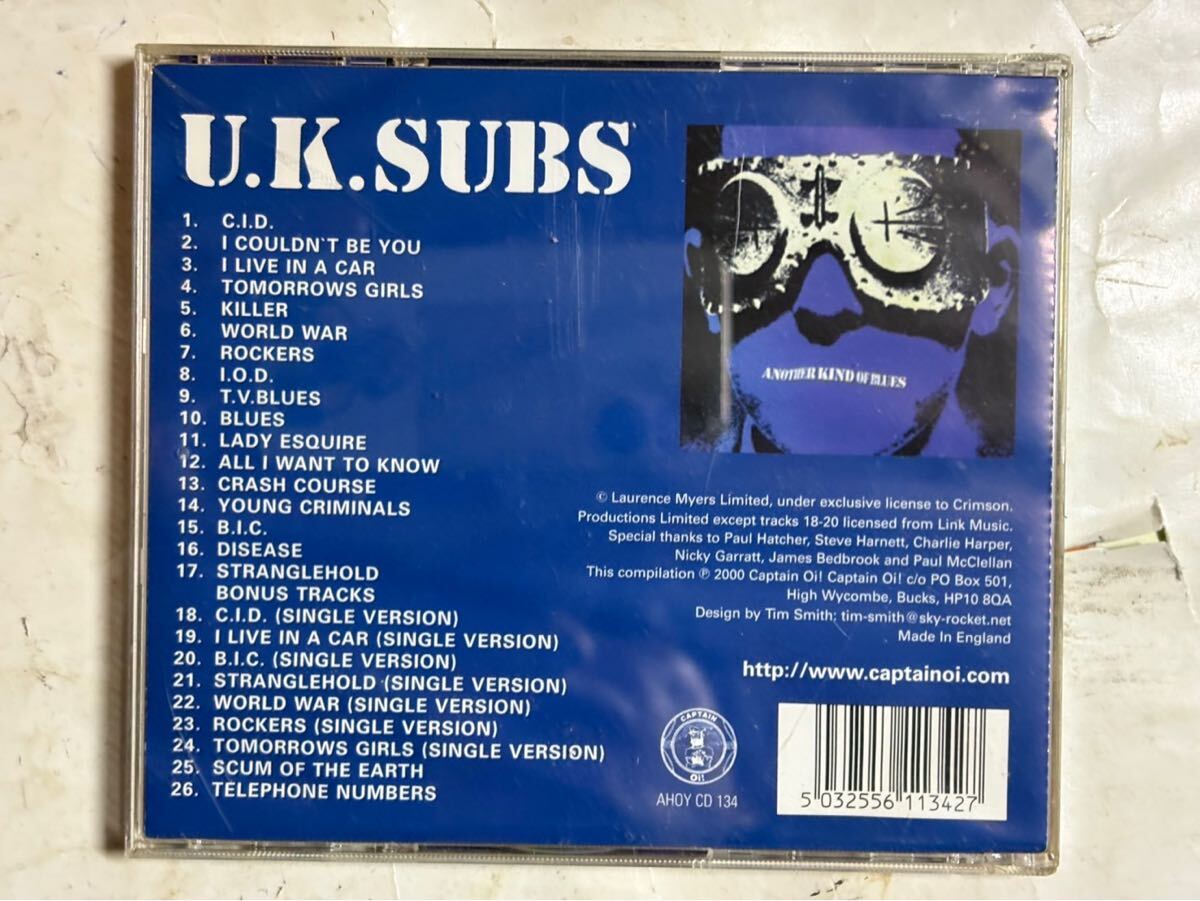 U.K.SUBS
1. C.I.D.
2. I COULDN`T BE YOU
3. I LIVE IN A CAR
4. TOMORROWS GIRLS
5. KILLER
6. WORLD WAR
7. ROCKERS
8. I.O.D.
9. T.V.BLUES
10. BLUES
11. LADY ESQUIRE
12. ALL I WANT TO KNOW
13. CRASH COURSE
14. YOUNG CRIMINALS
15. B.I.C.
16. DISEASE
17. STRANGLEHOLD
BONUS TRACKS
18. C.I.D. (SINGLE VERSION)
19. I LIVE IN A CAR (SINGLE VERSION)
20. B.I.C. (SINGLE VERSION)
21. STRANGLEHOLD (SINGLE VERSION)
22. WORLD WAR (SINGLE VERSION)
23. ROCKERS (SINGLE VERSION)
24. TOMORROWS GIRLS (SINGLE VERSION)
25. SCUM OF THE EARTH
26. TELEPHONE NUMBERS
ANOTHER KIND OF BLUES
© Laurence Myers Limited, under exclusive license to Crimson.
Productions Limited except tracks 18-20 licensed from Link Music.
Special thanks to Paul Hatcher, Steve Harnett, Charlie Harper,
Nicky Garratt, James Bedbrook and Paul McClellan
This compilation ℗ 2000 Captain Oi! Captain Oi! c/o PO Box 501,
High Wycombe, Bucks, HP10 8QA
Design by Tim Smith: tim-smith@sky-rocket.net
Made In England
http://www.captainoi.com
CAPTAIN
Oi!
AHOY CD 134
5 032556 113427